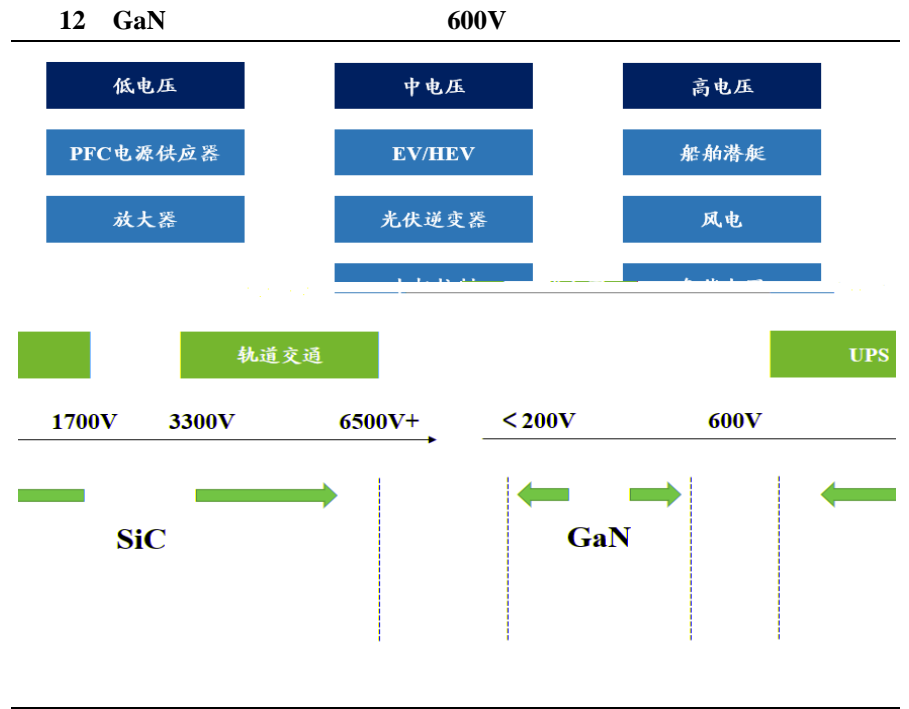 12 GaN 600V
低电压 中电压 高电压
PFC电源供应器 EV/HEV 船舶潜艇
放大器 光伏逆变器 风电
轨道交通 UPS
1700V 3300V 6500V+ ＜200V 600V
SiC GaN